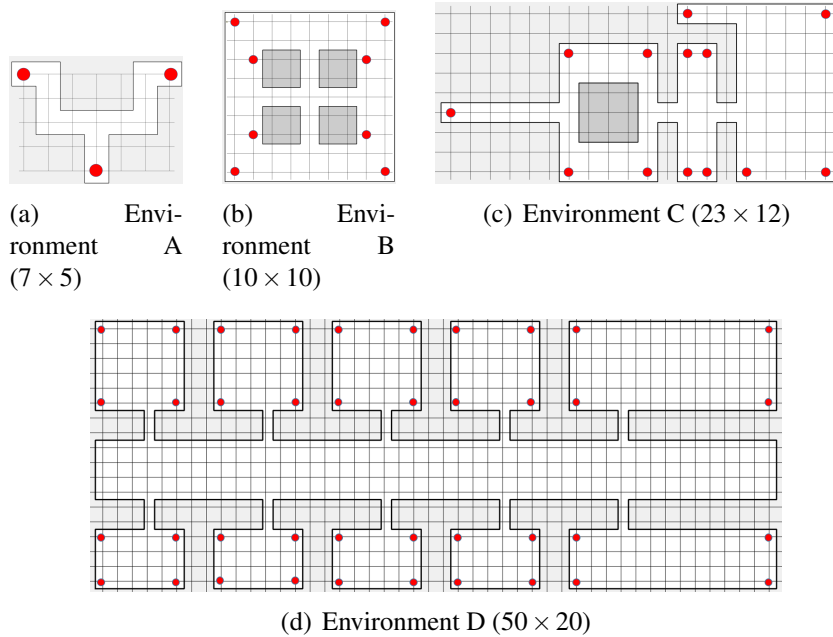 (a) Envi-
ronment A
(7 × 5)
(b) Envi-
ronment B
(10 × 10)
(c) Environment C (23 × 12)
(d) Environment D (50 × 20)